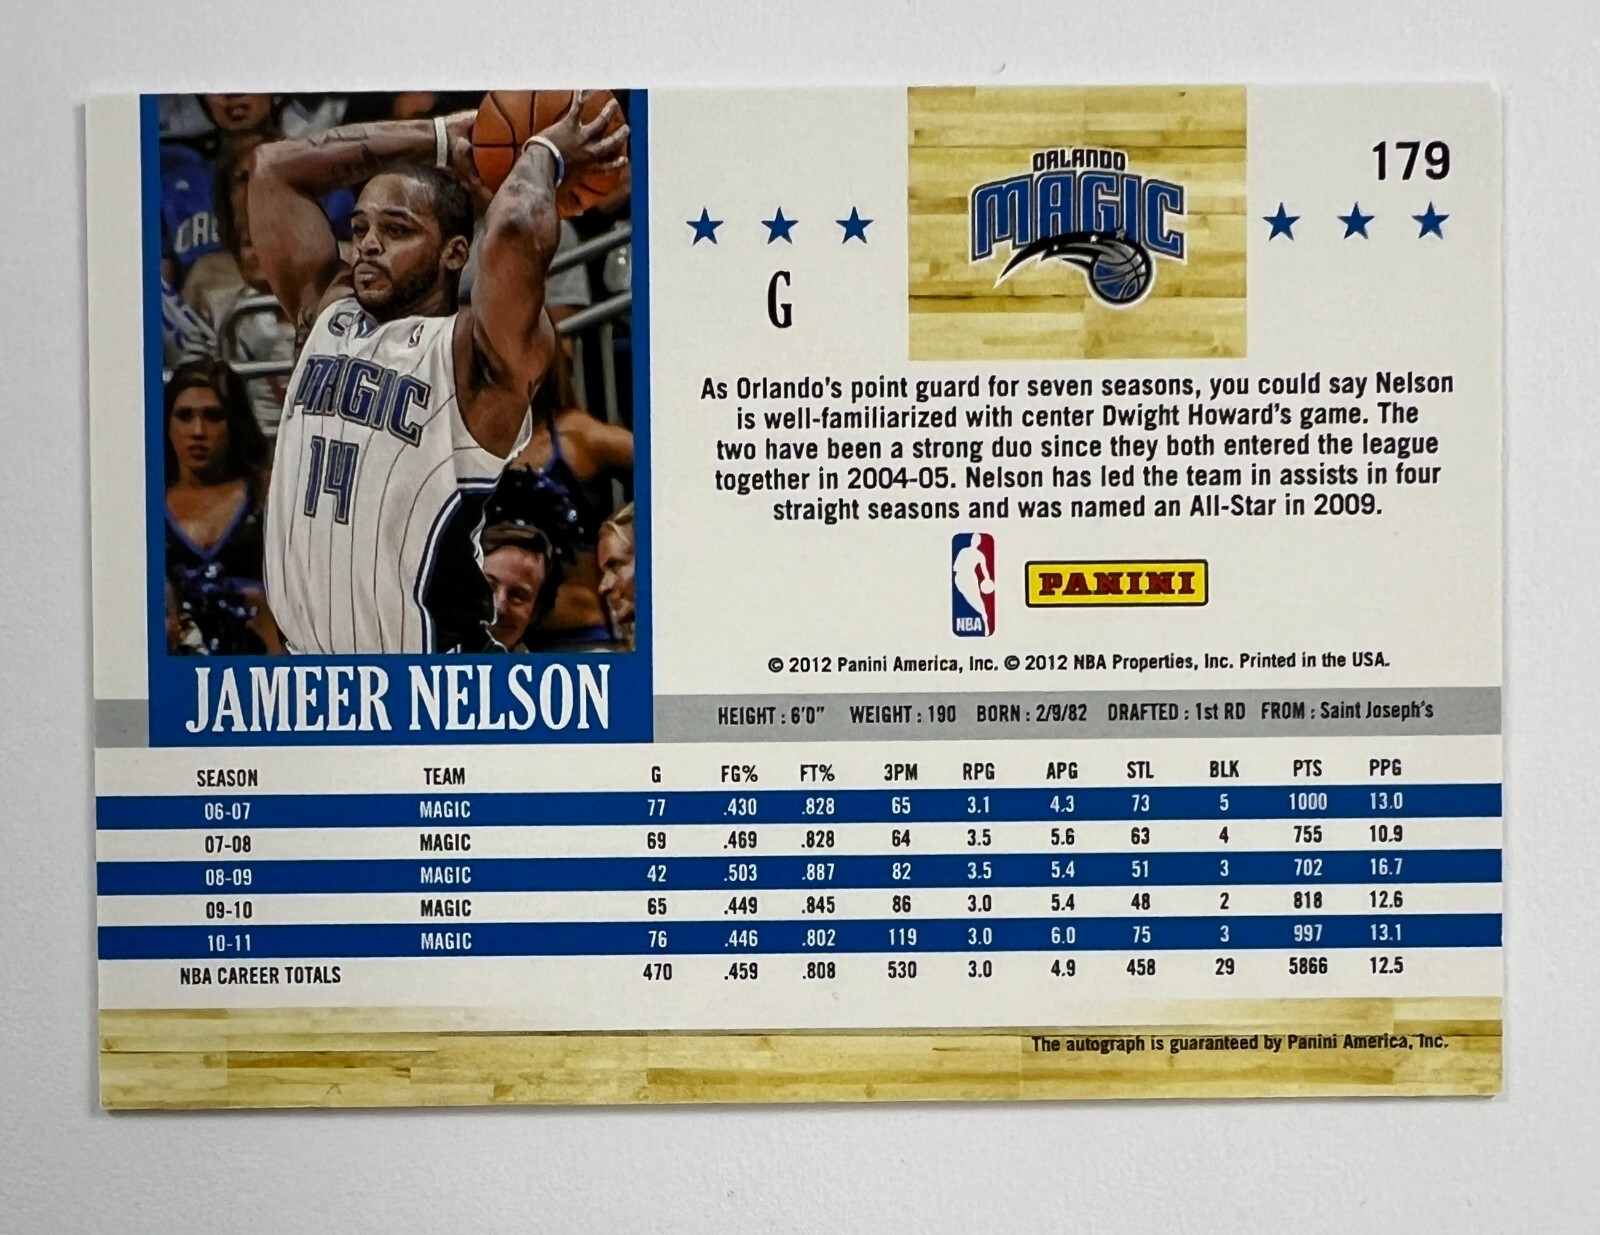 MAGIC
14
JAMEER NELSON
G
ORLANDO
MAGIC
179
As Orlando's point guard for seven seasons, you could say Nelson
is well-familiarized with center Dwight Howard's game. The
two have been a strong duo since they both entered the league
together in 2004-05. Nelson has led the team in assists in four
straight seasons and was named an All-Star in 2009.
NBA
PANINI
© 2012 Panini America, Inc. © 2012 NBA Properties, Inc. Printed in the USA.
HEIGHT : 6'0" WEIGHT : 190 BORN : 2/9/82 DRAFTED : 1st RD FROM : Saint Joseph's
SEASON TEAM G FG% FT% 3PM RPG APG STL BLK PTS PPG
06-07 MAGIC 77 .430 .828 65 3.1 4.3 73 5 1000 13.0
07-08 MAGIC 69 .469 .828 64 3.5 5.6 63 4 755 10.9
08-09 MAGIC 42 .503 .887 82 3.5 5.4 51 3 702 16.7
09-10 MAGIC 65 .449 .845 86 3.0 5.4 48 2 818 12.6
10-11 MAGIC 76 .446 .802 119 3.0 6.0 75 3 997 13.1
NBA CAREER TOTALS 470 .459 .808 530 3.0 4.9 458 29 5866 12.5
The autograph is guaranteed by Panini America, Inc.